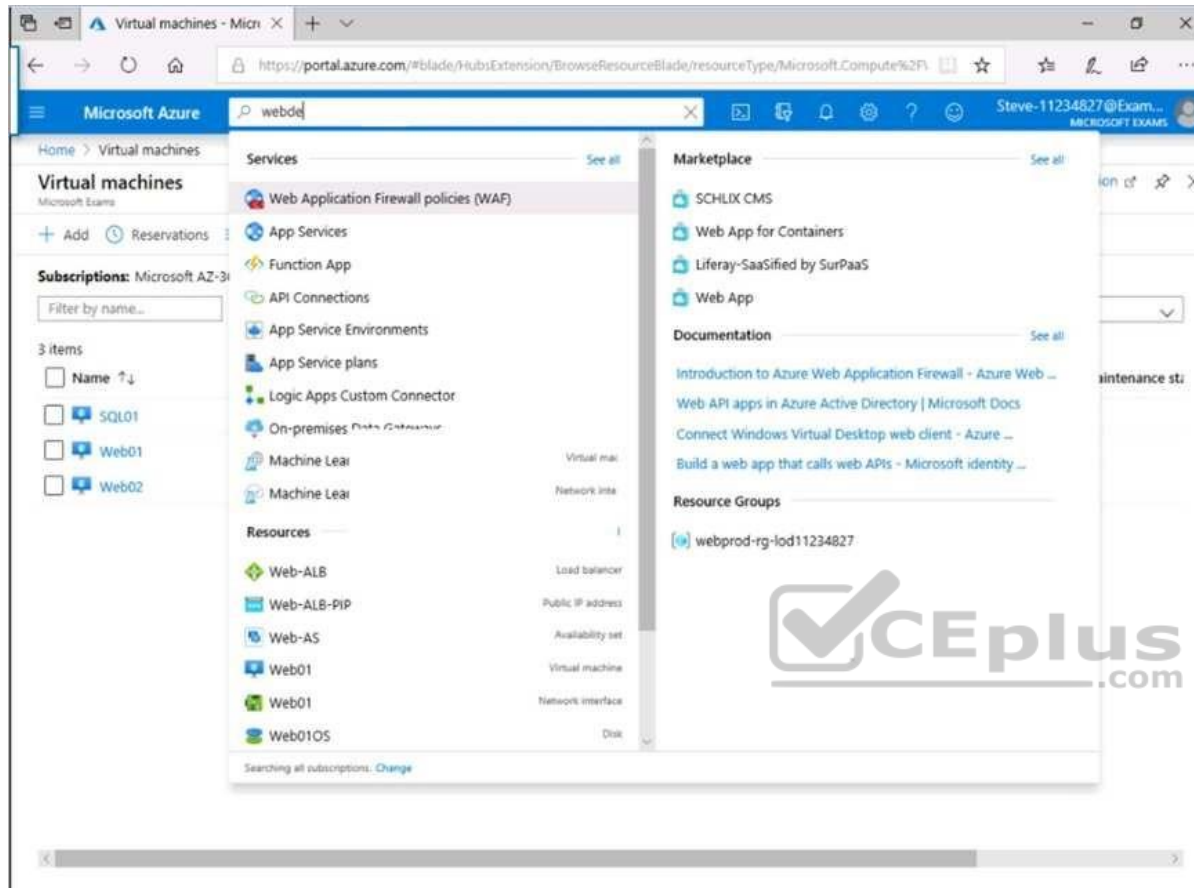 Virtual machines - Micr
https://portal.azure.com/#blade/HubsExtension/BrowseResourceBlade/resourceType/Microsoft.Compute%2F
Microsoft Azure
webde
Steve-11234827@Exam...
MICROSOFT EXAMS
Home > Virtual machines
Virtual machines
Microsoft Exams
Add
Reservations
Subscriptions: Microsoft AZ-30
Filter by name...
3 items
Name
SQL01
Web01
Web02
aintenance sta
Services
See all
Web Application Firewall policies (WAF)
App Services
Function App
API Connections
App Service Environments
App Service plans
Logic Apps Custom Connector
On-premises Data Gateways
Machine Lear
Virtual mac
Machine Lear
Network inte
Resources
Web-ALB
Load balancer
Web-ALB-PIP
Public IP address
Web-AS
Availability set
Web01
Virtual machine
Web01
Network interface
Web01OS
Disk
Searching all subscriptions. Change
Marketplace
See all
SCHLIX CMS
Web App for Containers
Liferay-SaaSified by SurPaaS
Web App
Documentation
See all
Introduction to Azure Web Application Firewall - Azure Web ...
Web API apps in Azure Active Directory | Microsoft Docs
Connect Windows Virtual Desktop web client - Azure ...
Build a web app that calls web APIs - Microsoft identity ...
Resource Groups
webprod-rg-lod11234827
CEplus
.com